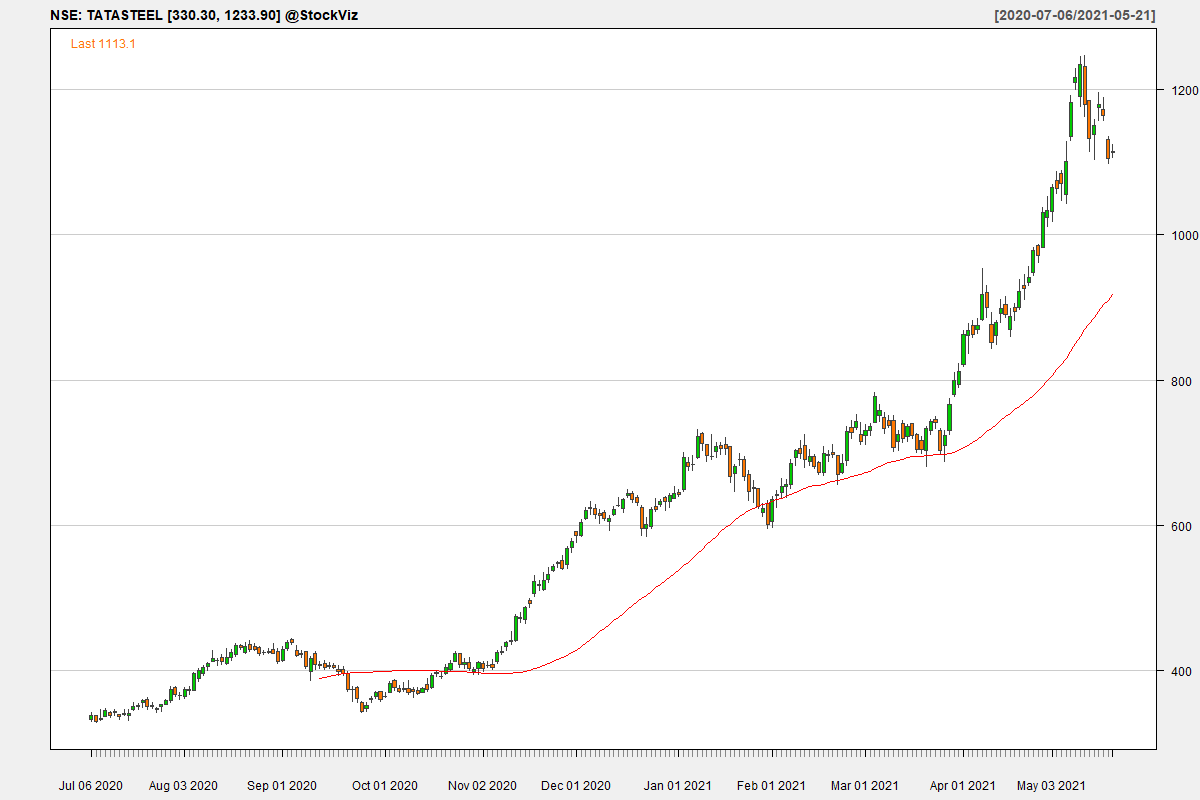 NSE: TATASTEEL [330.30, 1233.90] @StockViz [2020-07-06/2021-05-21]
Last 1113.1
1200
1000
800
600
400
Jul 06 2020 Aug 03 2020 Sep 01 2020 Oct 01 2020 Nov 02 2020 Dec 01 2020 Jan 01 2021 Feb 01 2021 Mar 01 2021 Apr 01 2021 May 03 2021